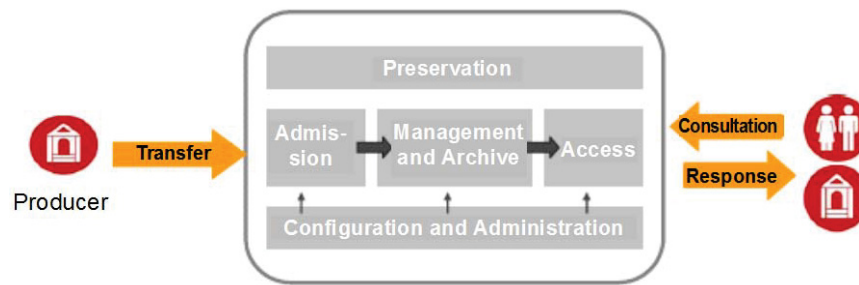 Preservation
Admis-
sion
Management
and Archive
Access
Configuration and Administration
Transfer
Producer
Consultation
Response